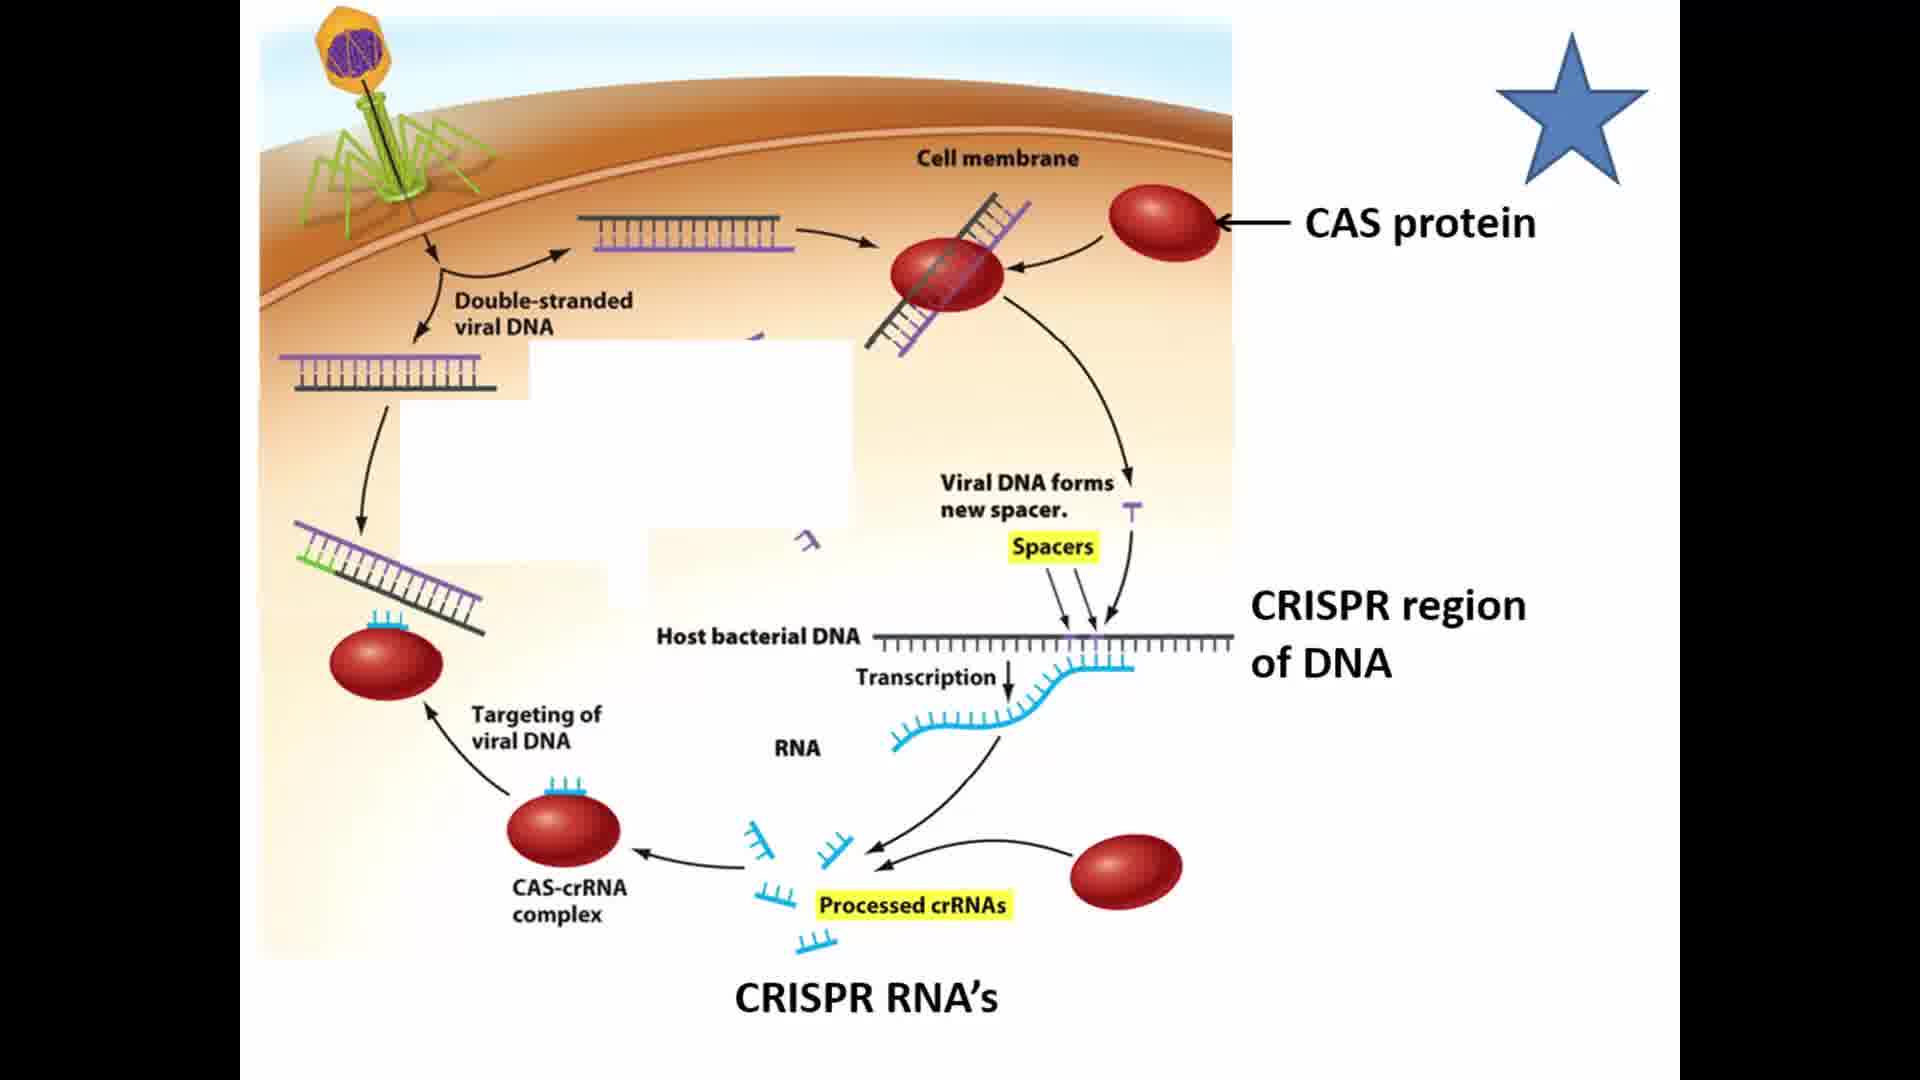 Cell membrane
CAS protein
Double-stranded
viral DNA
Viral DNA forms
new spacer.
Spacers
CRISPR region
of DNA
Host bacterial DNA
Transcription
Targeting of
viral DNA
RNA
CAS-crRNA
complex
Processed crRNAs
CRISPR RNA’s